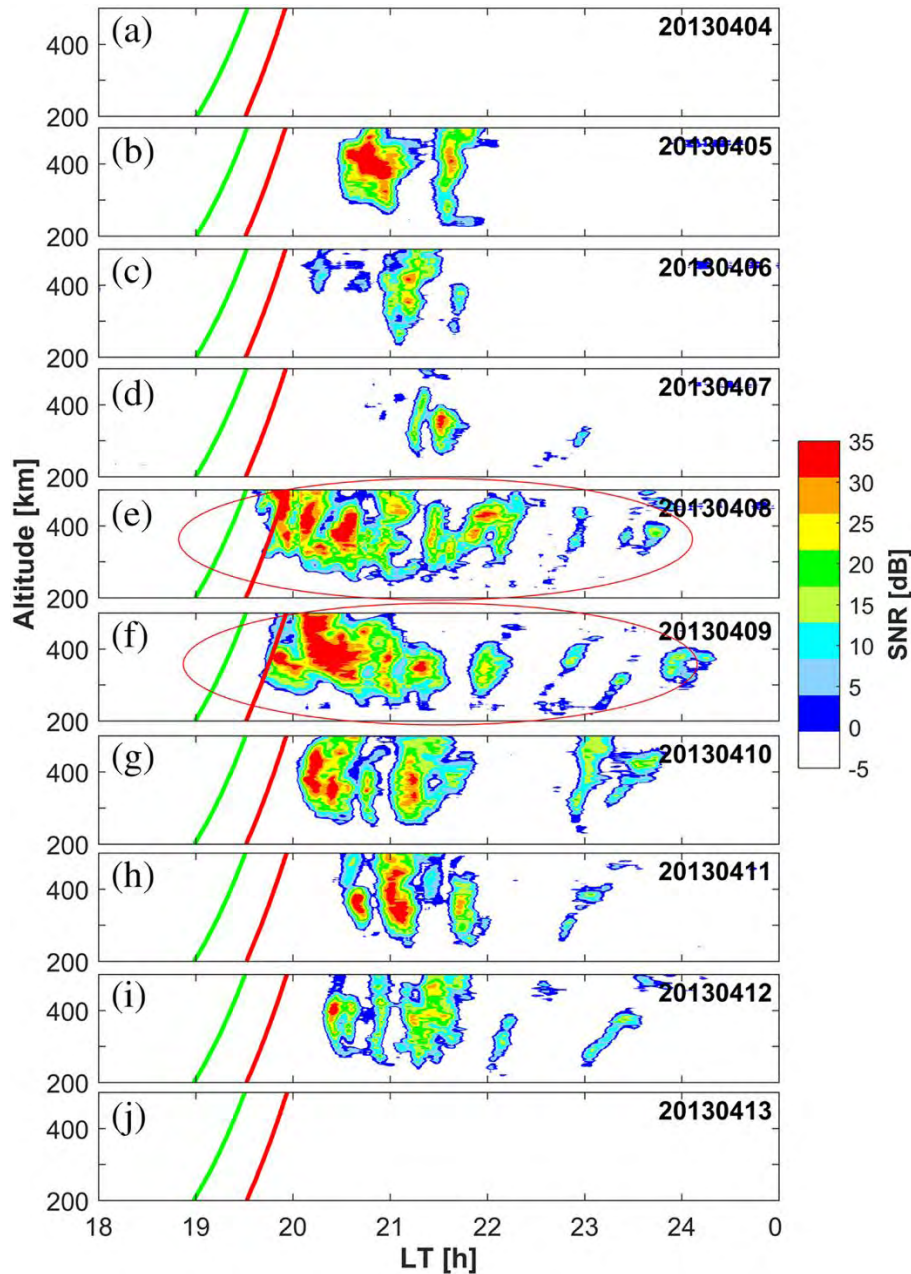 (a) 20130404
400
200
(b) 20130405
400
200
(c) 20130406
400
200
(d) 20130407
400
200
(e) 20130408
400
200
(f) 20130409
400
200
(g) 20130410
400
200
(h) 20130411
400
200
(i) 20130412
400
200
(j) 20130413
400
200
18 19 20 21 22 23 24 0
LT [h]
Altitude [km]
35
30
25
20
15
10
5
0
-5
SNR [dB]